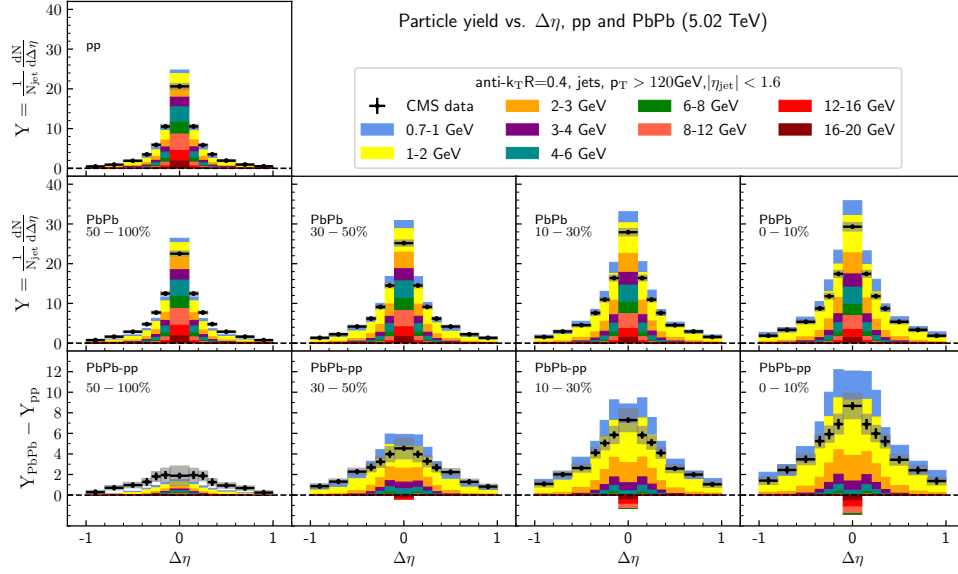 Particle yield vs. Δη, pp and PbPb (5.02 TeV)
anti-k_T R=0.4, jets, p_T > 120GeV, |η_jet| < 1.6
CMS data
0.7-1 GeV
1-2 GeV
2-3 GeV
3-4 GeV
4-6 GeV
6-8 GeV
8-12 GeV
12-16 GeV
16-20 GeV
Y = 1/N_jet dN/dΔη
40
30
20
10
0
pp
Y = 1/N_jet dN/dΔη
40
30
20
10
0
PbPb
50 − 100%
PbPb
30 − 50%
PbPb
10 − 30%
PbPb
0 − 10%
Y_PbPb − Y_pp
12
10
8
6
4
2
0
PbPb-pp
50 − 100%
PbPb-pp
30 − 50%
PbPb-pp
10 − 30%
PbPb-pp
0 − 10%
-1 0 1
0 1
0 1
0 1
Δη
Δη
Δη
Δη